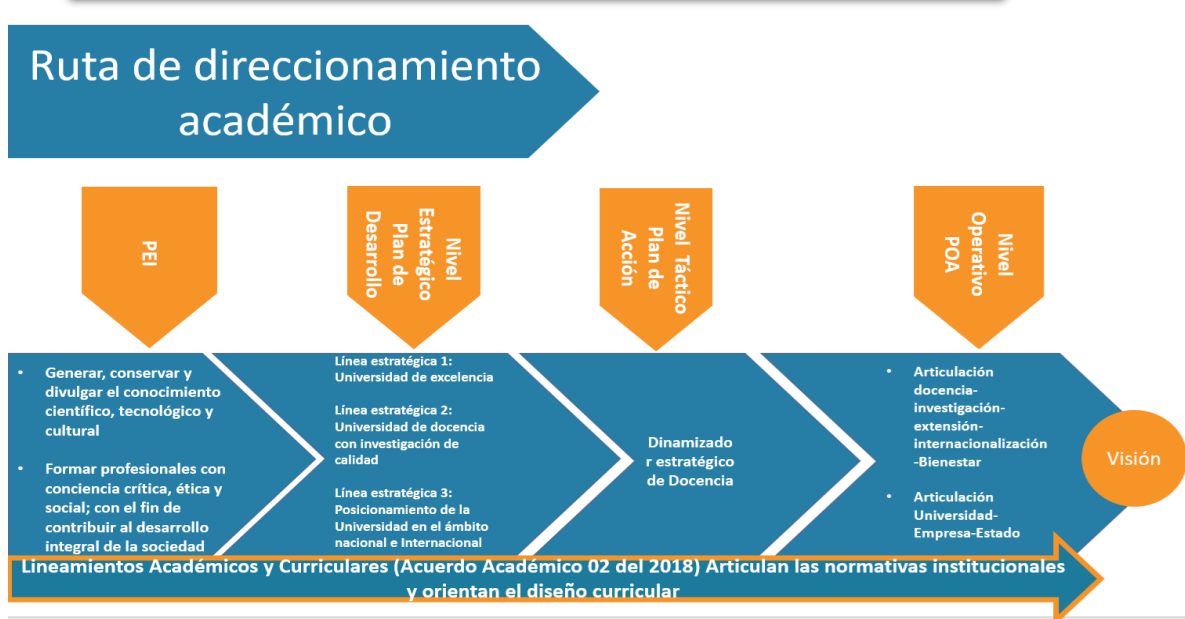 Ruta de direccionamiento
académico
PEI
Nivel
Estratégico
Plan de
Desarrollo
Nivel Táctico
Plan de
Acción
Nivel
Operativo
POA
• Generar, conservar y
divulgar el conocimiento
científico, tecnológico y
cultural
• Formar profesionales con
conciencia crítica, ética y
social; con el fin de
contribuir al desarrollo
integral de la sociedad
Línea estratégica 1:
Universidad de excelencia
Línea estratégica 2:
Universidad de docencia
con investigación de
calidad
Línea estratégica 3:
Posicionamiento de la
Universidad en el ámbito
nacional e Internacional
Dinamizado
r estratégico
de Docencia
• Articulación
docencia-
investigación-
extensión-
internacionalización
-Bienestar
• Articulación
Universidad-
Empresa-Estado
Visión
Lineamientos Académicos y Curriculares (Acuerdo Académico 02 del 2018) Articulan las normativas institucionales
y orientan el diseño curricular